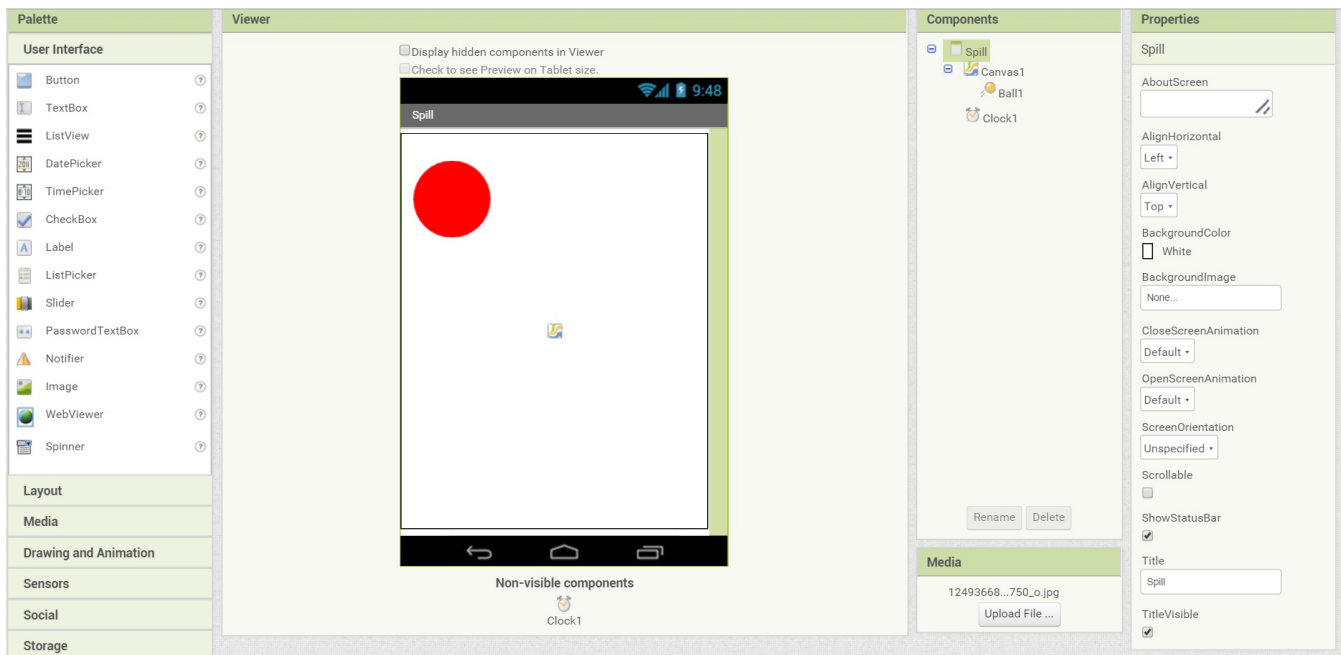 Palette
User Interface
Button
TextBox
ListView
DatePicker
TimePicker
CheckBox
Label
ListPicker
Slider
PasswordTextBox
Notifier
Image
WebViewer
Spinner
Layout
Media
Drawing and Animation
Sensors
Social
Storage
Viewer
Display hidden components in Viewer
Check to see Preview on Tablet size.
9:48
Spill
Non-visible components
Clock1
Components
Spill
Canvas1
Ball1
Clock1
Rename Delete
Media
12493668...750_o.jpg
Upload File ...
Properties
Spill
AboutScreen
AlignHorizontal
Left
AlignVertical
Top
BackgroundColor
White
BackgroundImage
None...
CloseScreenAnimation
Default
OpenScreenAnimation
Default
ScreenOrientation
Unspecified
Scrollable
ShowStatusBar
Title
Spill
TitleVisible